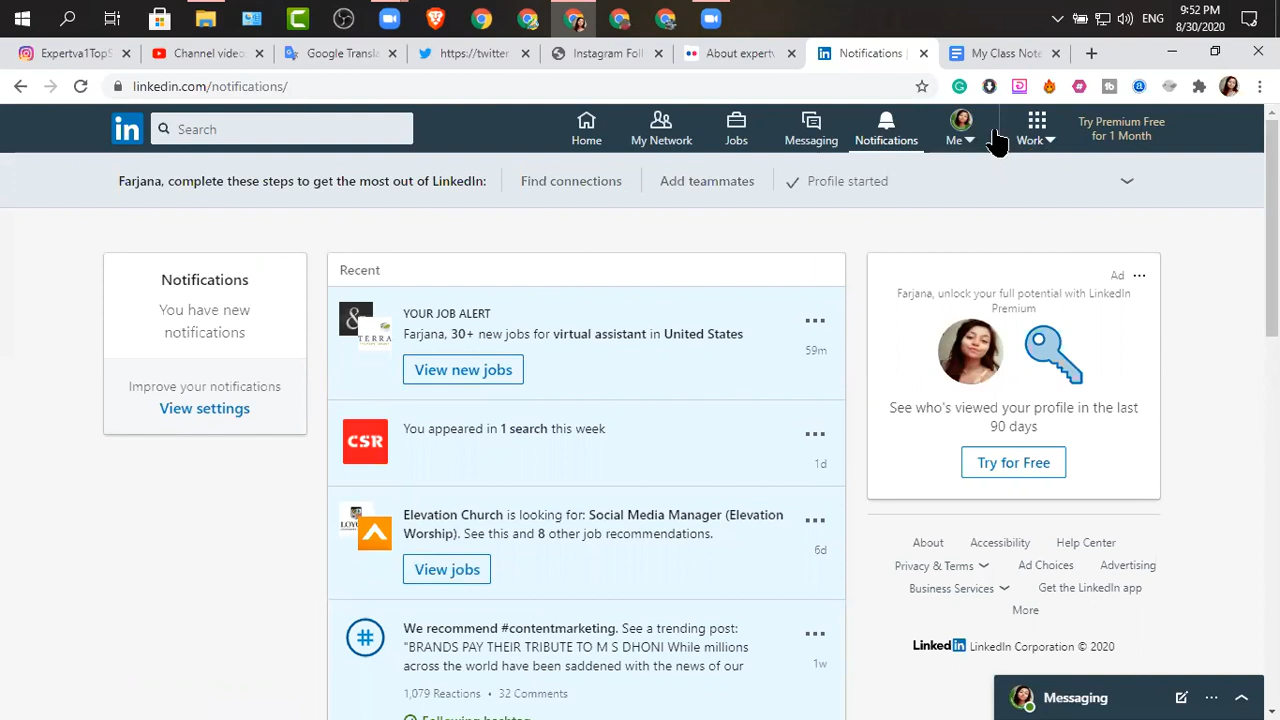 9:52 PM
ENG
8/30/2020
Expertva1TopS
Channel video
Google Transla
https://twitter
Instagram Foll
About expertv
Notifications |
My Class Note
linkedin.com/notifications/
Search
Home
My Network
Jobs
Messaging
Notifications
Me
Work
Try Premium Free
for 1 Month
Farjana, complete these steps to get the most out of LinkedIn:
Find connections
Add teammates
Profile started
Notifications
You have new
notifications
Improve your notifications
View settings
Recent
YOUR JOB ALERT
Farjana, 30+ new jobs for virtual assistant in United States
59m
View new jobs
CSR
You appeared in 1 search this week
1d
Elevation Church is looking for: Social Media Manager (Elevation
Worship). See this and 8 other job recommendations.
6d
View jobs
We recommend #contentmarketing. See a trending post:
"BRANDS PAY THEIR TRIBUTE TO M S DHONI While millions
across the world have been saddened with the news of our
1w
1,079 Reactions • 32 Comments
Following hashtag
Ad
Farjana, unlock your full potential with LinkedIn
Premium
See who's viewed your profile in the last
90 days
Try for Free
About
Accessibility
Help Center
Privacy & Terms
Ad Choices
Advertising
Business Services
Get the LinkedIn app
More
LinkedIn LinkedIn Corporation © 2020
Messaging